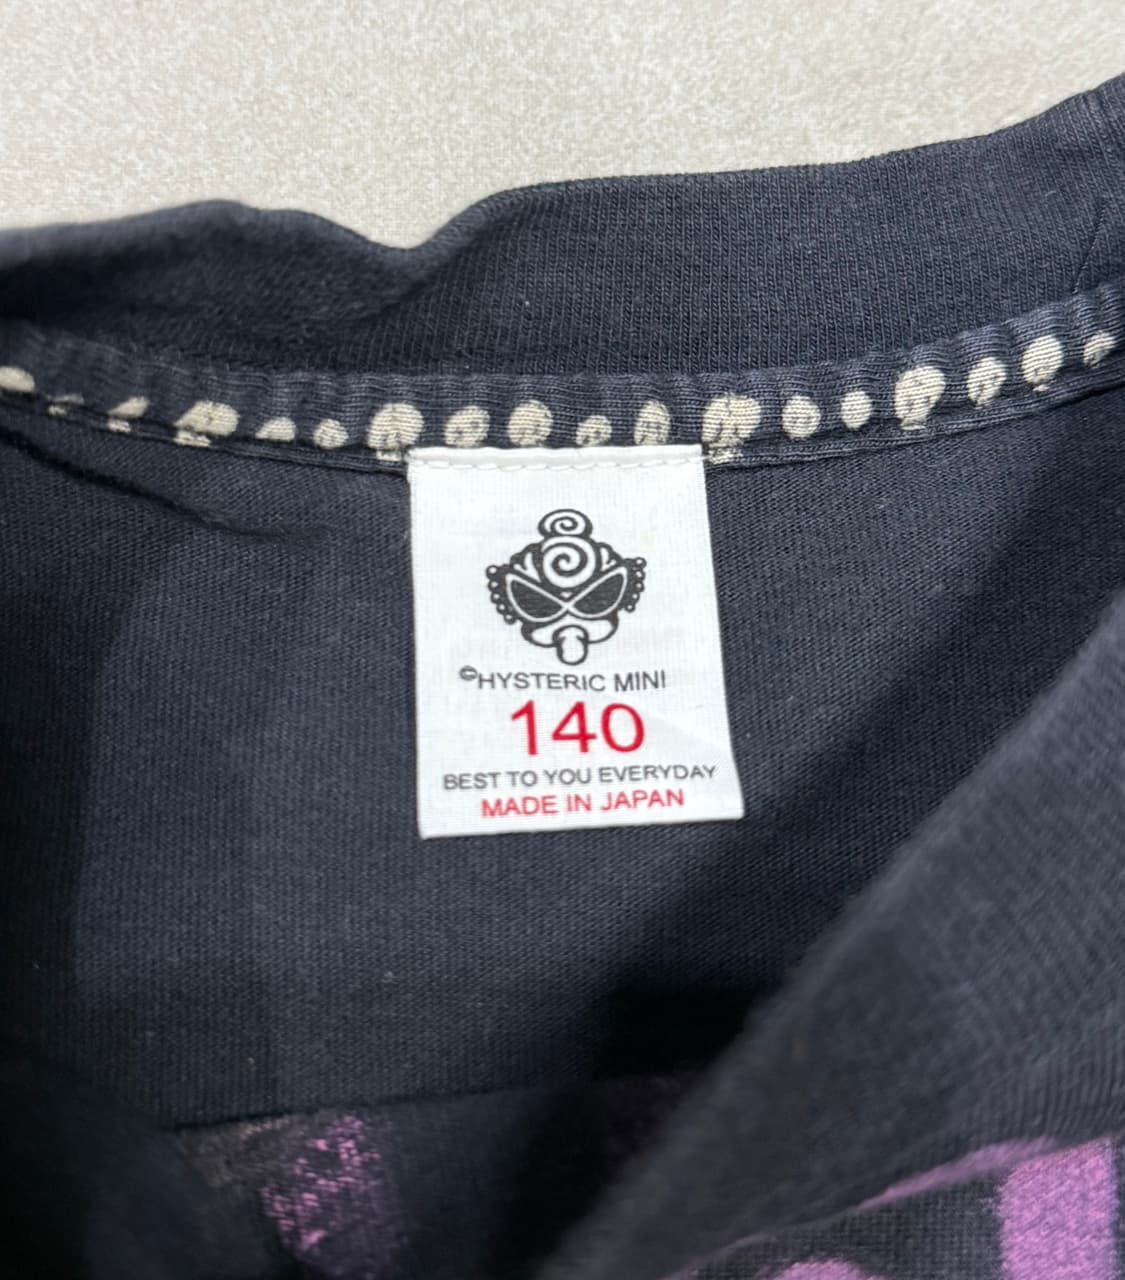 ©HYSTERIC MINI
140
BEST TO YOU EVERYDAY
MADE IN JAPAN